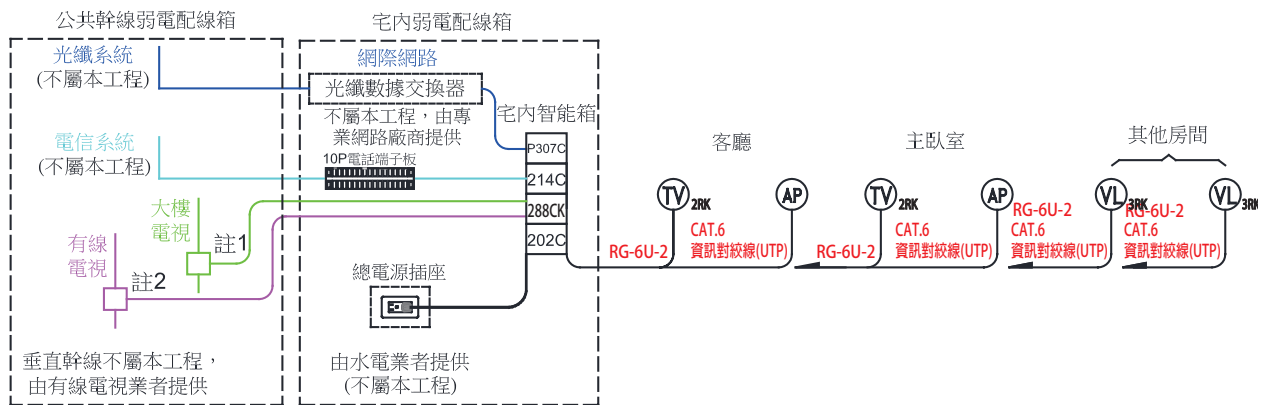 公共幹線弱電配線箱
光纖系統
(不屬本工程)
電信系統
(不屬本工程)
大樓
電視
註1
有線
電視
註2
垂直幹線不屬本工程，
由有線電視業者提供
宅內弱電配線箱
網際網路
光纖數據交換器
不屬本工程，由專
業網路廠商提供
10P電話端子板
宅內智能箱
P307C
214C
288CK
202C
總電源插座
由水電業者提供
(不屬本工程)
客廳
TV
2RK
AP
RG-6U-2
CAT.6
資訊對絞線(UTP)
主臥室
TV
2RK
AP
RG-6U-2
CAT.6
資訊對絞線(UTP)
其他房間
VL
3RK
RG-6U-2
CAT.6
資訊對絞線(UTP)
VL
3RK
RG-6U-2
CAT.6
資訊對絞線(UTP)